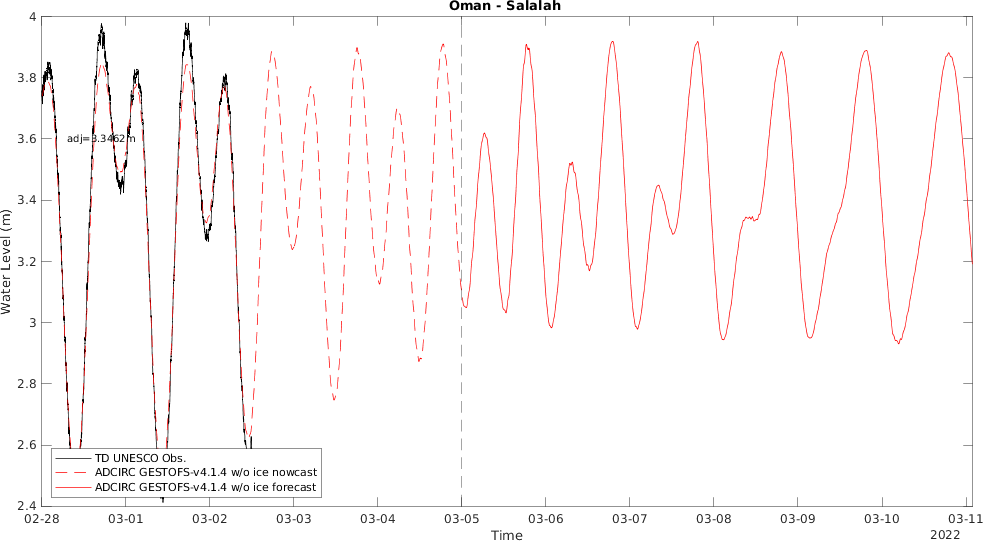 Oman - Salalah
4
3.8
3.6
3.4
3.2
3
2.8
2.6
2.4
Water Level (m)
adj=3.3462 m
TD UNESCO Obs.
ADCIRC GESTOFS-v4.1.4 w/o ice nowcast
ADCIRC GESTOFS-v4.1.4 w/o ice forecast
02-28 03-01 03-02 03-03 03-04 03-05 03-06 03-07 03-08 03-09 03-10 03-11
Time
2022